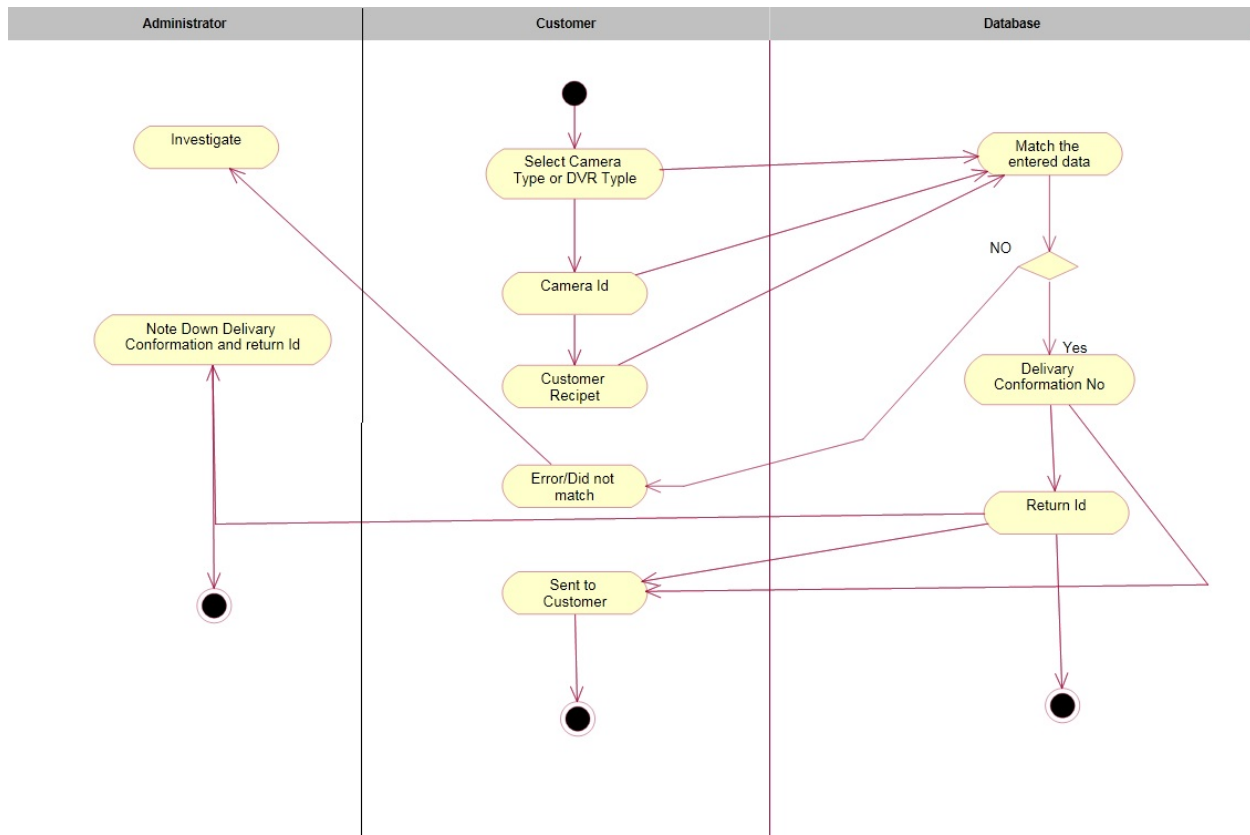 Administrator
Customer
Database
Investigate
Select Camera
Type or DVR Typle
Match the
entered data
NO
Camera Id
Note Down Delivary
Conformation and return Id
Yes
Customer
Recipet
Delivary
Conformation No
Error/Did not
match
Return Id
Sent to
Customer